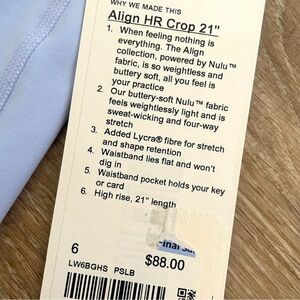 WHY WE MADE THIS
Align HR Crop 21"
1. When feeling nothing is
everything. The Align
collection, powered by Nulu™
fabric, is so weightless and
buttery soft, all you feel is
your practice
2. Our buttery-soft Nulu™ fabric
feels weightlessly light and is
sweat-wicking and four-way
stretch
3. Added Lycra® fibre for stretch
and shape retention
4. Waistband lies flat and won't
dig in
5. Waistband pocket holds your key
or card
6. High rise, 21" length
6
$88.00
LW6BGHS PSLB